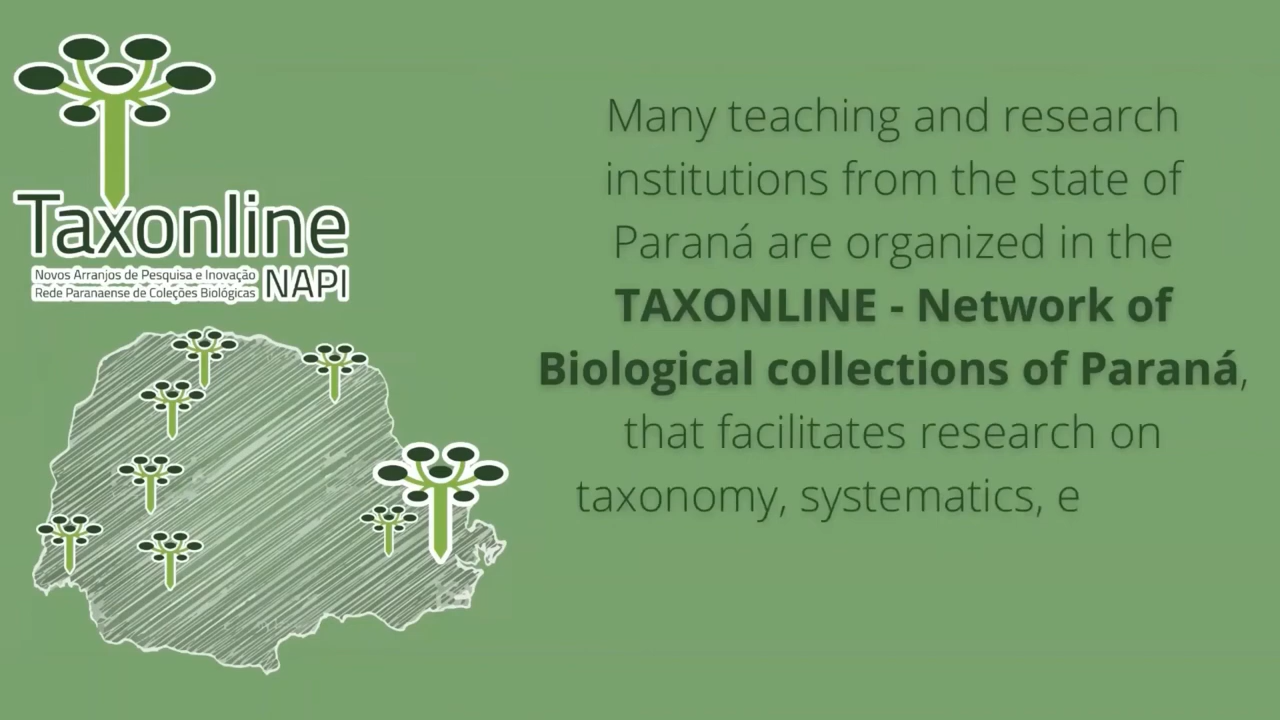 Taxonline
Novos Arranjos de Pesquisa e Inovação
Rede Paranaense de Coleções Biológicas
NAPI
Many teaching and research
institutions from the state of
Paraná are organized in the
TAXONLINE - Network of
Biological collections of Paraná,
that facilitates research on
taxonomy, systematics, e